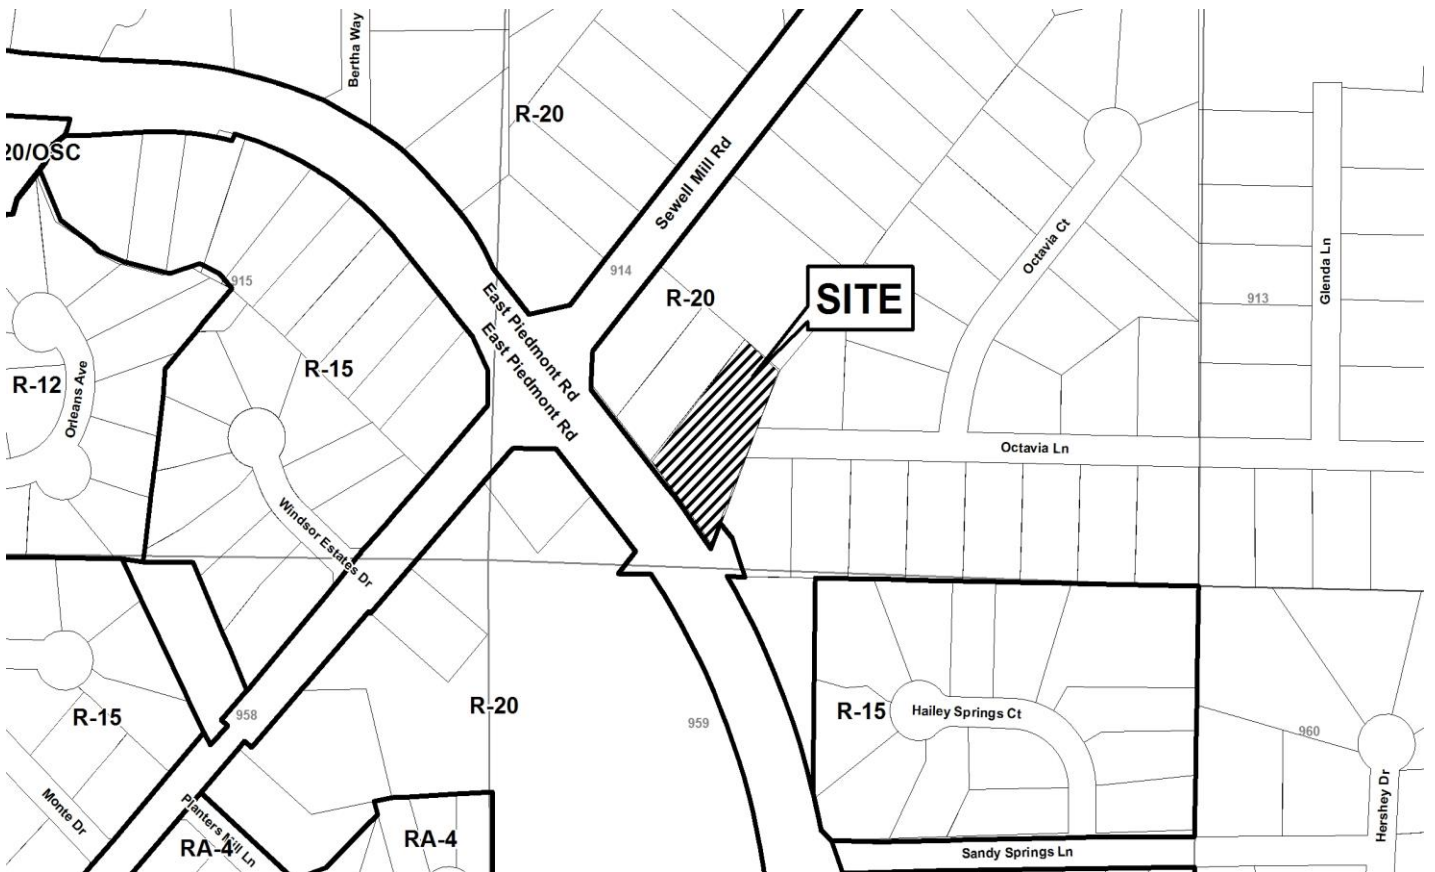 Bertha Way
R-20
20/OSC
Sewell Mill Rd
Octavia Ct
Glenda Ln
914
915
R-20
SITE
913
East Piedmont Rd
East Piedmont Rd
R-15
R-12
Orleans Ave
Octavia Ln
Windsor Estates Dr
R-20
R-15
958
959
R-15
Hailey Springs Ct
960
Monte Dr
Planters Mill Ln
RA-4
RA-4
Hershey Dr
Sandy Springs Ln